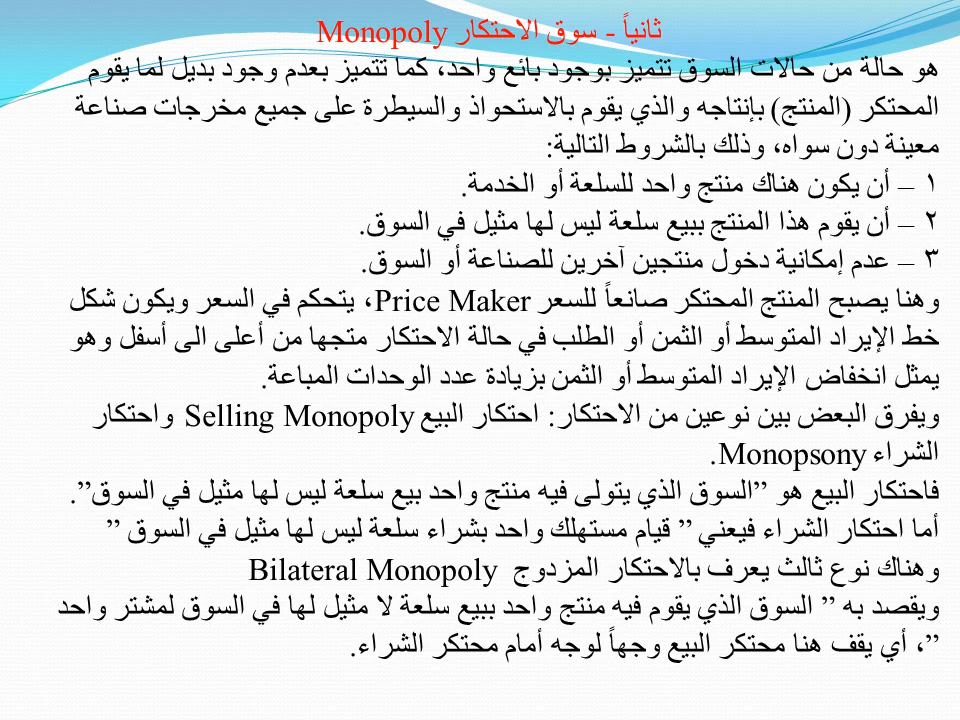 ثانياً - سوق الاحتكار Monopoly
هو حالة من حالات السوق تتميز بوجود بائع واحد، كما تتميز بعدم وجود بديل لما يقوم
المحتكر (المنتج) بإنتاجه والذي يقوم بالاستحواذ والسيطرة على جميع مخرجات صناعة
معينة دون سواه، وذلك بالشروط التالية:
١ – أن يكون هناك منتج واحد للسلعة أو الخدمة.
٢ – أن يقوم هذا المنتج ببيع سلعة ليس لها مثيل في السوق.
٣ – عدم إمكانية دخول منتجين آخرين للصناعة أو السوق.
وهنا يصبح المنتج المحتكر صانعاً للسعر Price Maker، يتحكم في السعر ويكون شكل
خط الإيراد المتوسط أو الثمن أو الطلب في حالة الاحتكار متجها من أعلى الى أسفل وهو
يمثل انخفاض الإيراد المتوسط أو الثمن بزيادة عدد الوحدات المباعة.
ويفرق البعض بين نوعين من الاحتكار: احتكار البيع Selling Monopoly واحتكار
الشراء Monopsony.
فاحتكار البيع هو ”السوق الذي يتولى فيه منتج واحد بيع سلعة ليس لها مثيل في السوق”.
أما احتكار الشراء فيعني ” قيام مستهلك واحد بشراء سلعة ليس لها مثيل في السوق ”
وهناك نوع ثالث يعرف بالاحتكار المزدوج Bilateral Monopoly
ويقصد به ” السوق الذي يقوم فيه منتج واحد ببيع سلعة لا مثيل لها في السوق لمشتر واحد
”، أي يقف هنا محتكر البيع وجهاً لوجه أمام محتكر الشراء.